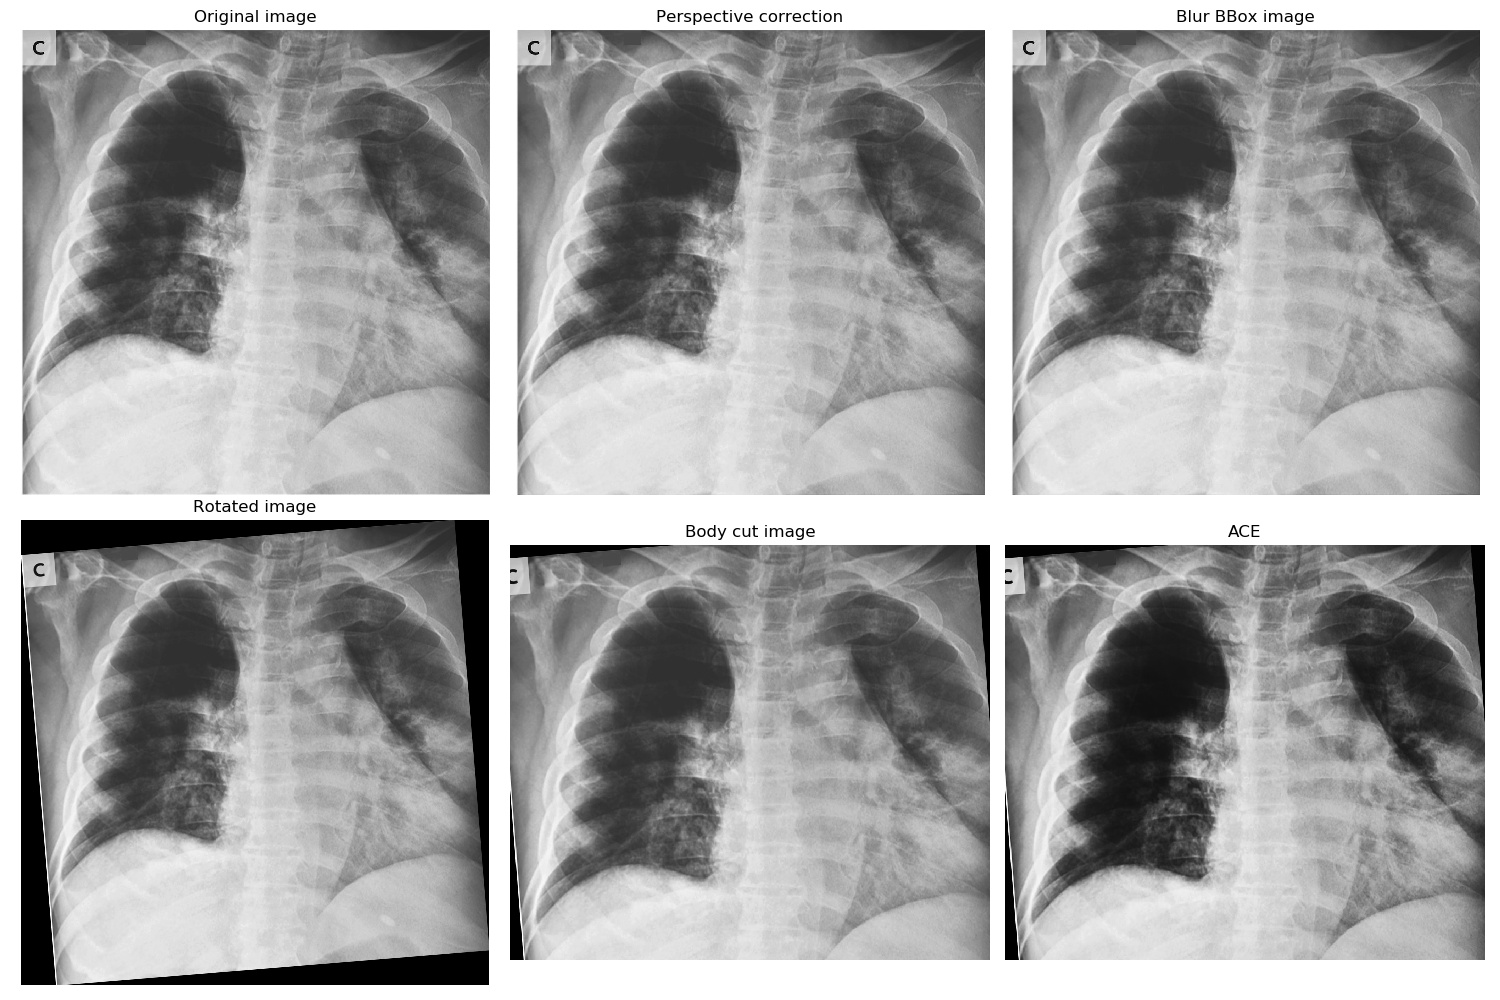 Original image
Perspective correction
Blur BBox image
C
C
C
Rotated image
Body cut image
ACE
C
C
C